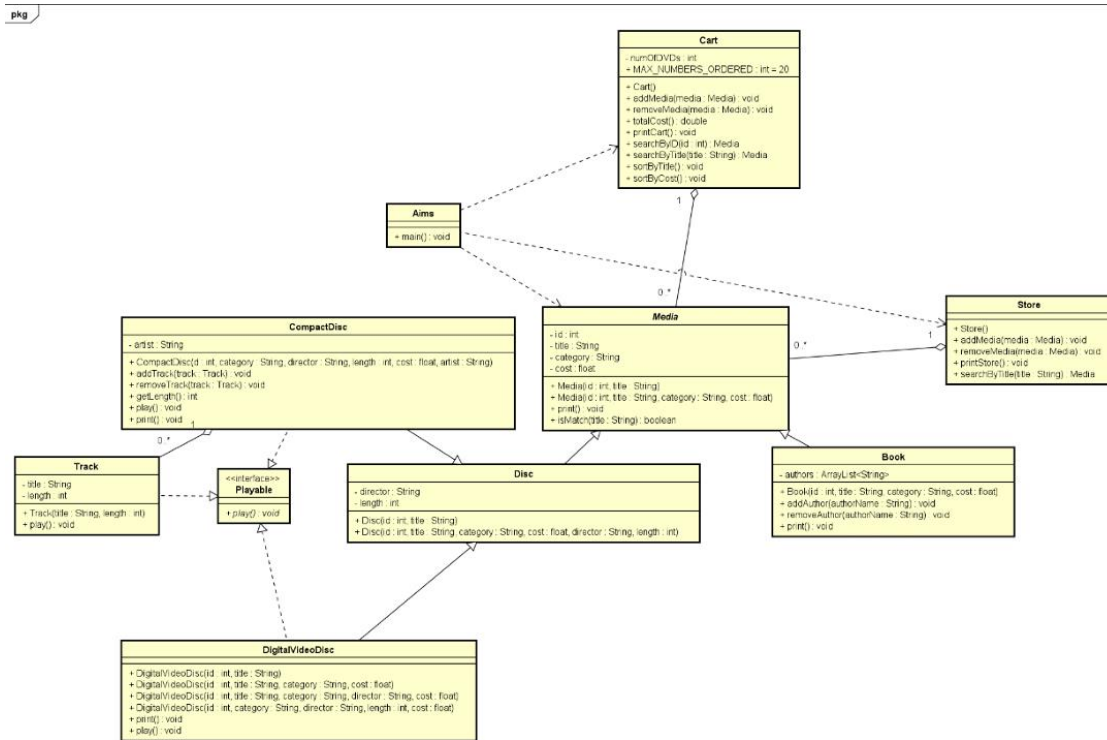 pkg
Cart
- numOfDVDs : int
+ MAX_NUMBERS_ORDERED : int = 20
+ Cart()
+ addMedia(media : Media) : void
+ removeMedia(media : Media) : void
+ totalCost() : double
+ printCart() : void
+ searchByID(id : int) : Media
+ searchByTitle(title : String) : Media
+ sortByTitle() : void
+ sortByCost() : void
1
0..*
Aims
+ main() : void
Media
- id : int
- title : String
- category : String
- cost : float
+ Media(id : int, title : String)
+ Media(id : int, title : String, category : String, cost : float)
+ print() : void
+ isMatch(title : String) : boolean
0..*
1
Store
+ Store()
+ addMedia(media : Media) : void
+ removeMedia(media : Media) : void
+ printStore() : void
+ searchByTitle(title : String) : Media
CompactDisc
- artist : String
+ CompactDisc(id : int, category : String, director : String, length : int, cost : float, artist : String)
+ addTrack(track : Track) : void
+ removeTrack(track : Track) : void
+ getLength() : int
+ play() : void
+ print() : void
1
0..*
Track
- title : String
- length : int
+ Track(title : String, length : int)
+ play() : void
<<interface>>
Playable
+ play() : void
Disc
- director : String
- length : int
+ Disc(id : int, title : String)
+ Disc(id : int, title : String, category : String, cost : float, director : String, length : int)
Book
- authors : ArrayList<String>
+ Book(id : int, title : String, category : String, cost : float)
+ addAuthor(authorName : String) : void
+ removeAuthor(authorName : String) : void
+ print() : void
DigitalVideoDisc
+ DigitalVideoDisc(id : int, title : String)
+ DigitalVideoDisc(id : int, title : String, category : String, cost : float)
+ DigitalVideoDisc(id : int, title : String, category : String, director : String, cost : float)
+ DigitalVideoDisc(id : int, category : String, director : String, length : int, cost : float)
+ print() : void
+ play() : void